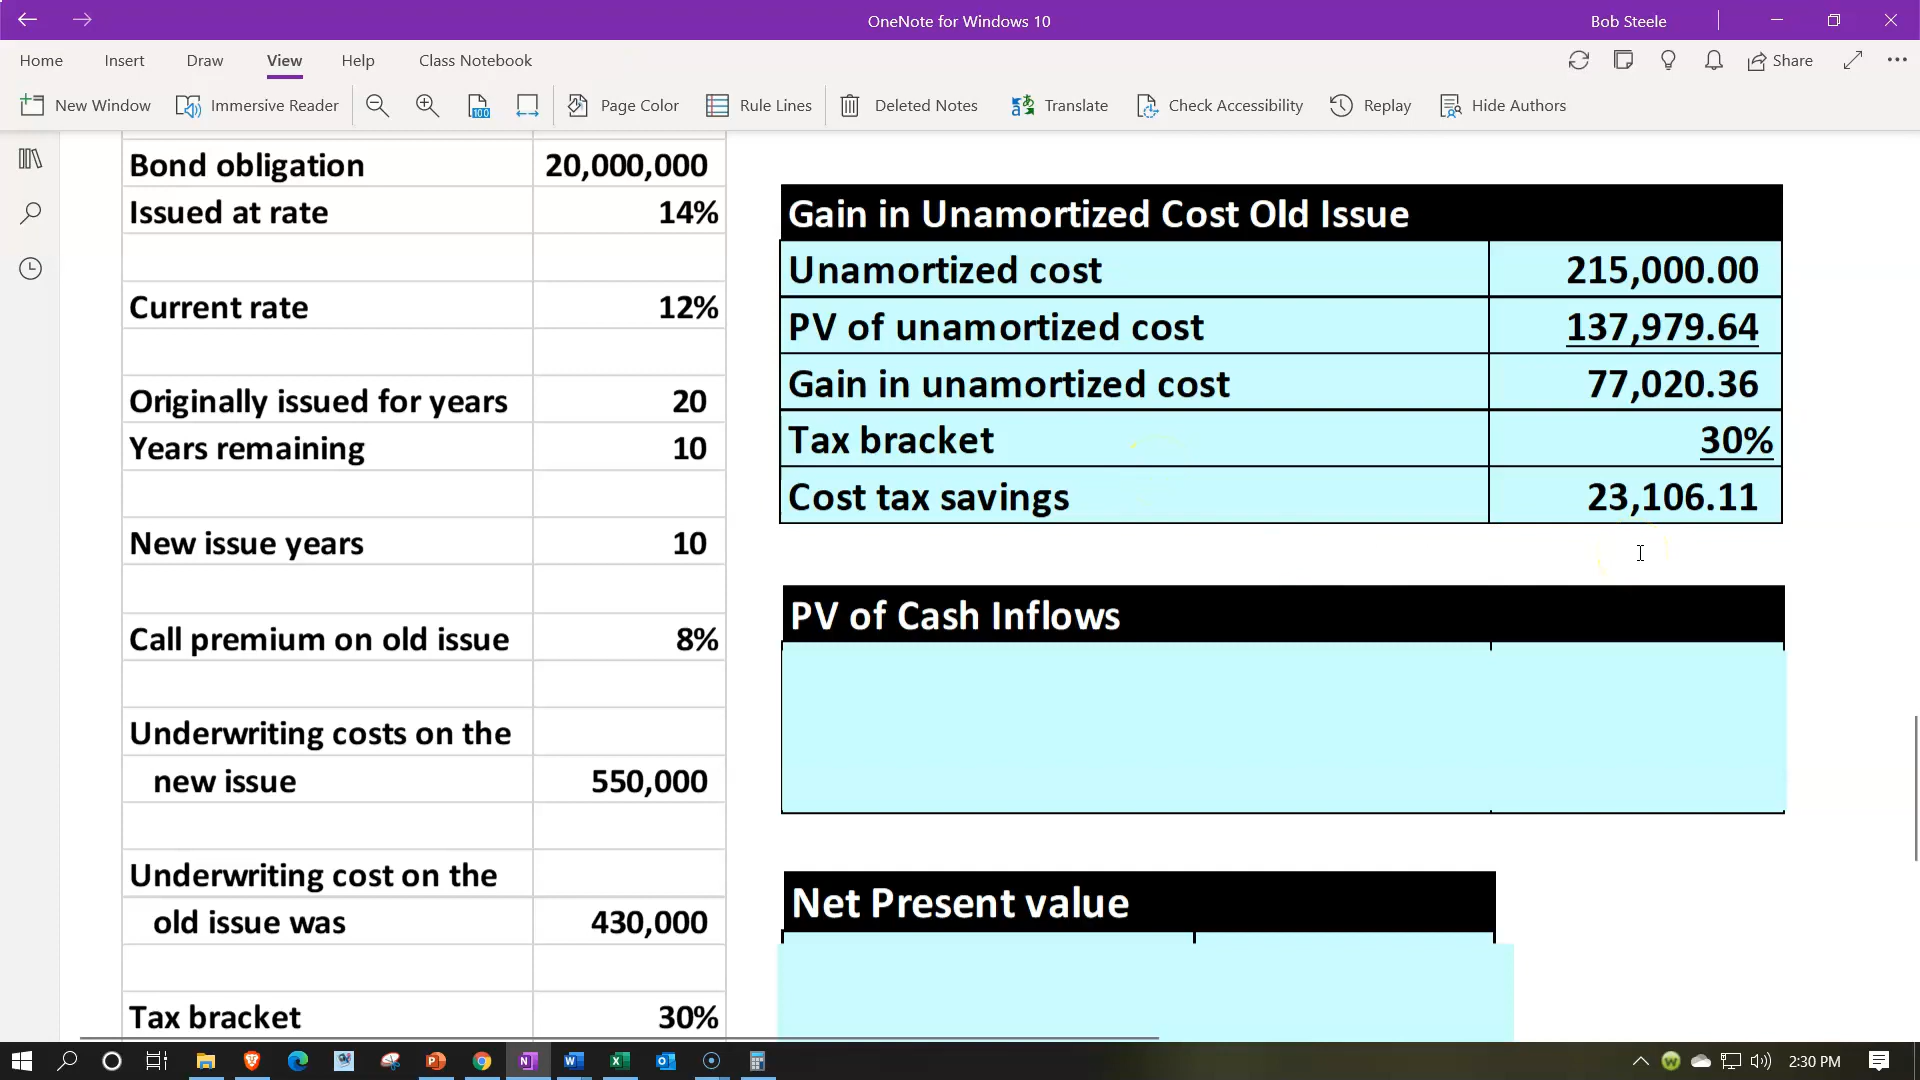 OneNote for Windows 10
Bob Steele
Home Insert Draw View Help Class Notebook
Share
New Window Immersive Reader Page Color Rule Lines Deleted Notes Translate Check Accessibility Replay Hide Authors
Bond obligation 20,000,000
Issued at rate 14%
Current rate 12%
Originally issued for years 20
Years remaining 10
New issue years 10
Call premium on old issue 8%
Underwriting costs on the
new issue 550,000
Underwriting cost on the
old issue was 430,000
Tax bracket 30%
Gain in Unamortized Cost Old Issue
Unamortized cost 215,000.00
PV of unamortized cost 137,979.64
Gain in unamortized cost 77,020.36
Tax bracket 30%
Cost tax savings 23,106.11
PV of Cash Inflows
Net Present value
2:30 PM